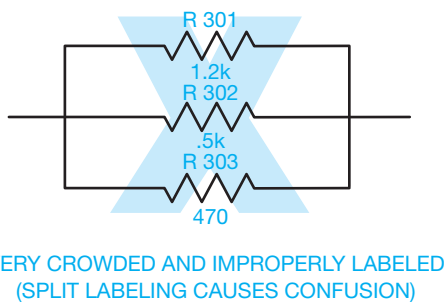 R 301
1.2k
R 302
.5k
R 303
470
ERY CROWDED AND IMPROPERLY LABELED
(SPLIT LABELING CAUSES CONFUSION)